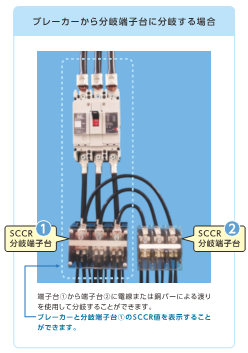 ブレーカーから分岐端子台に分岐する場合
SCCR
分岐端子台
1
SCCR
分岐端子台
2
端子台①から端子台②に電線または銅バーによる渡り
を使用して分岐することができます。
ブレーカーと分岐端子台①のSCCR値を表示すること
ができます。